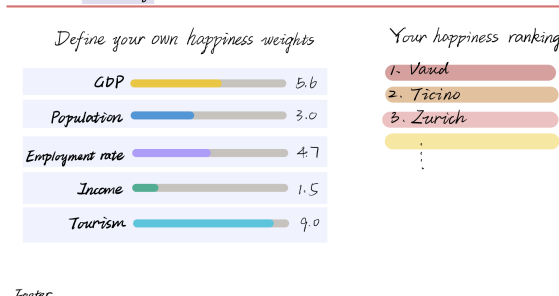 Define your own happiness weights
GDP 5.6
Population 3.0
Employment rate 4.7
Income 1.5
Tourism 9.0
Your happiness ranking
1. Vaud
2. Ticino
3. Zurich